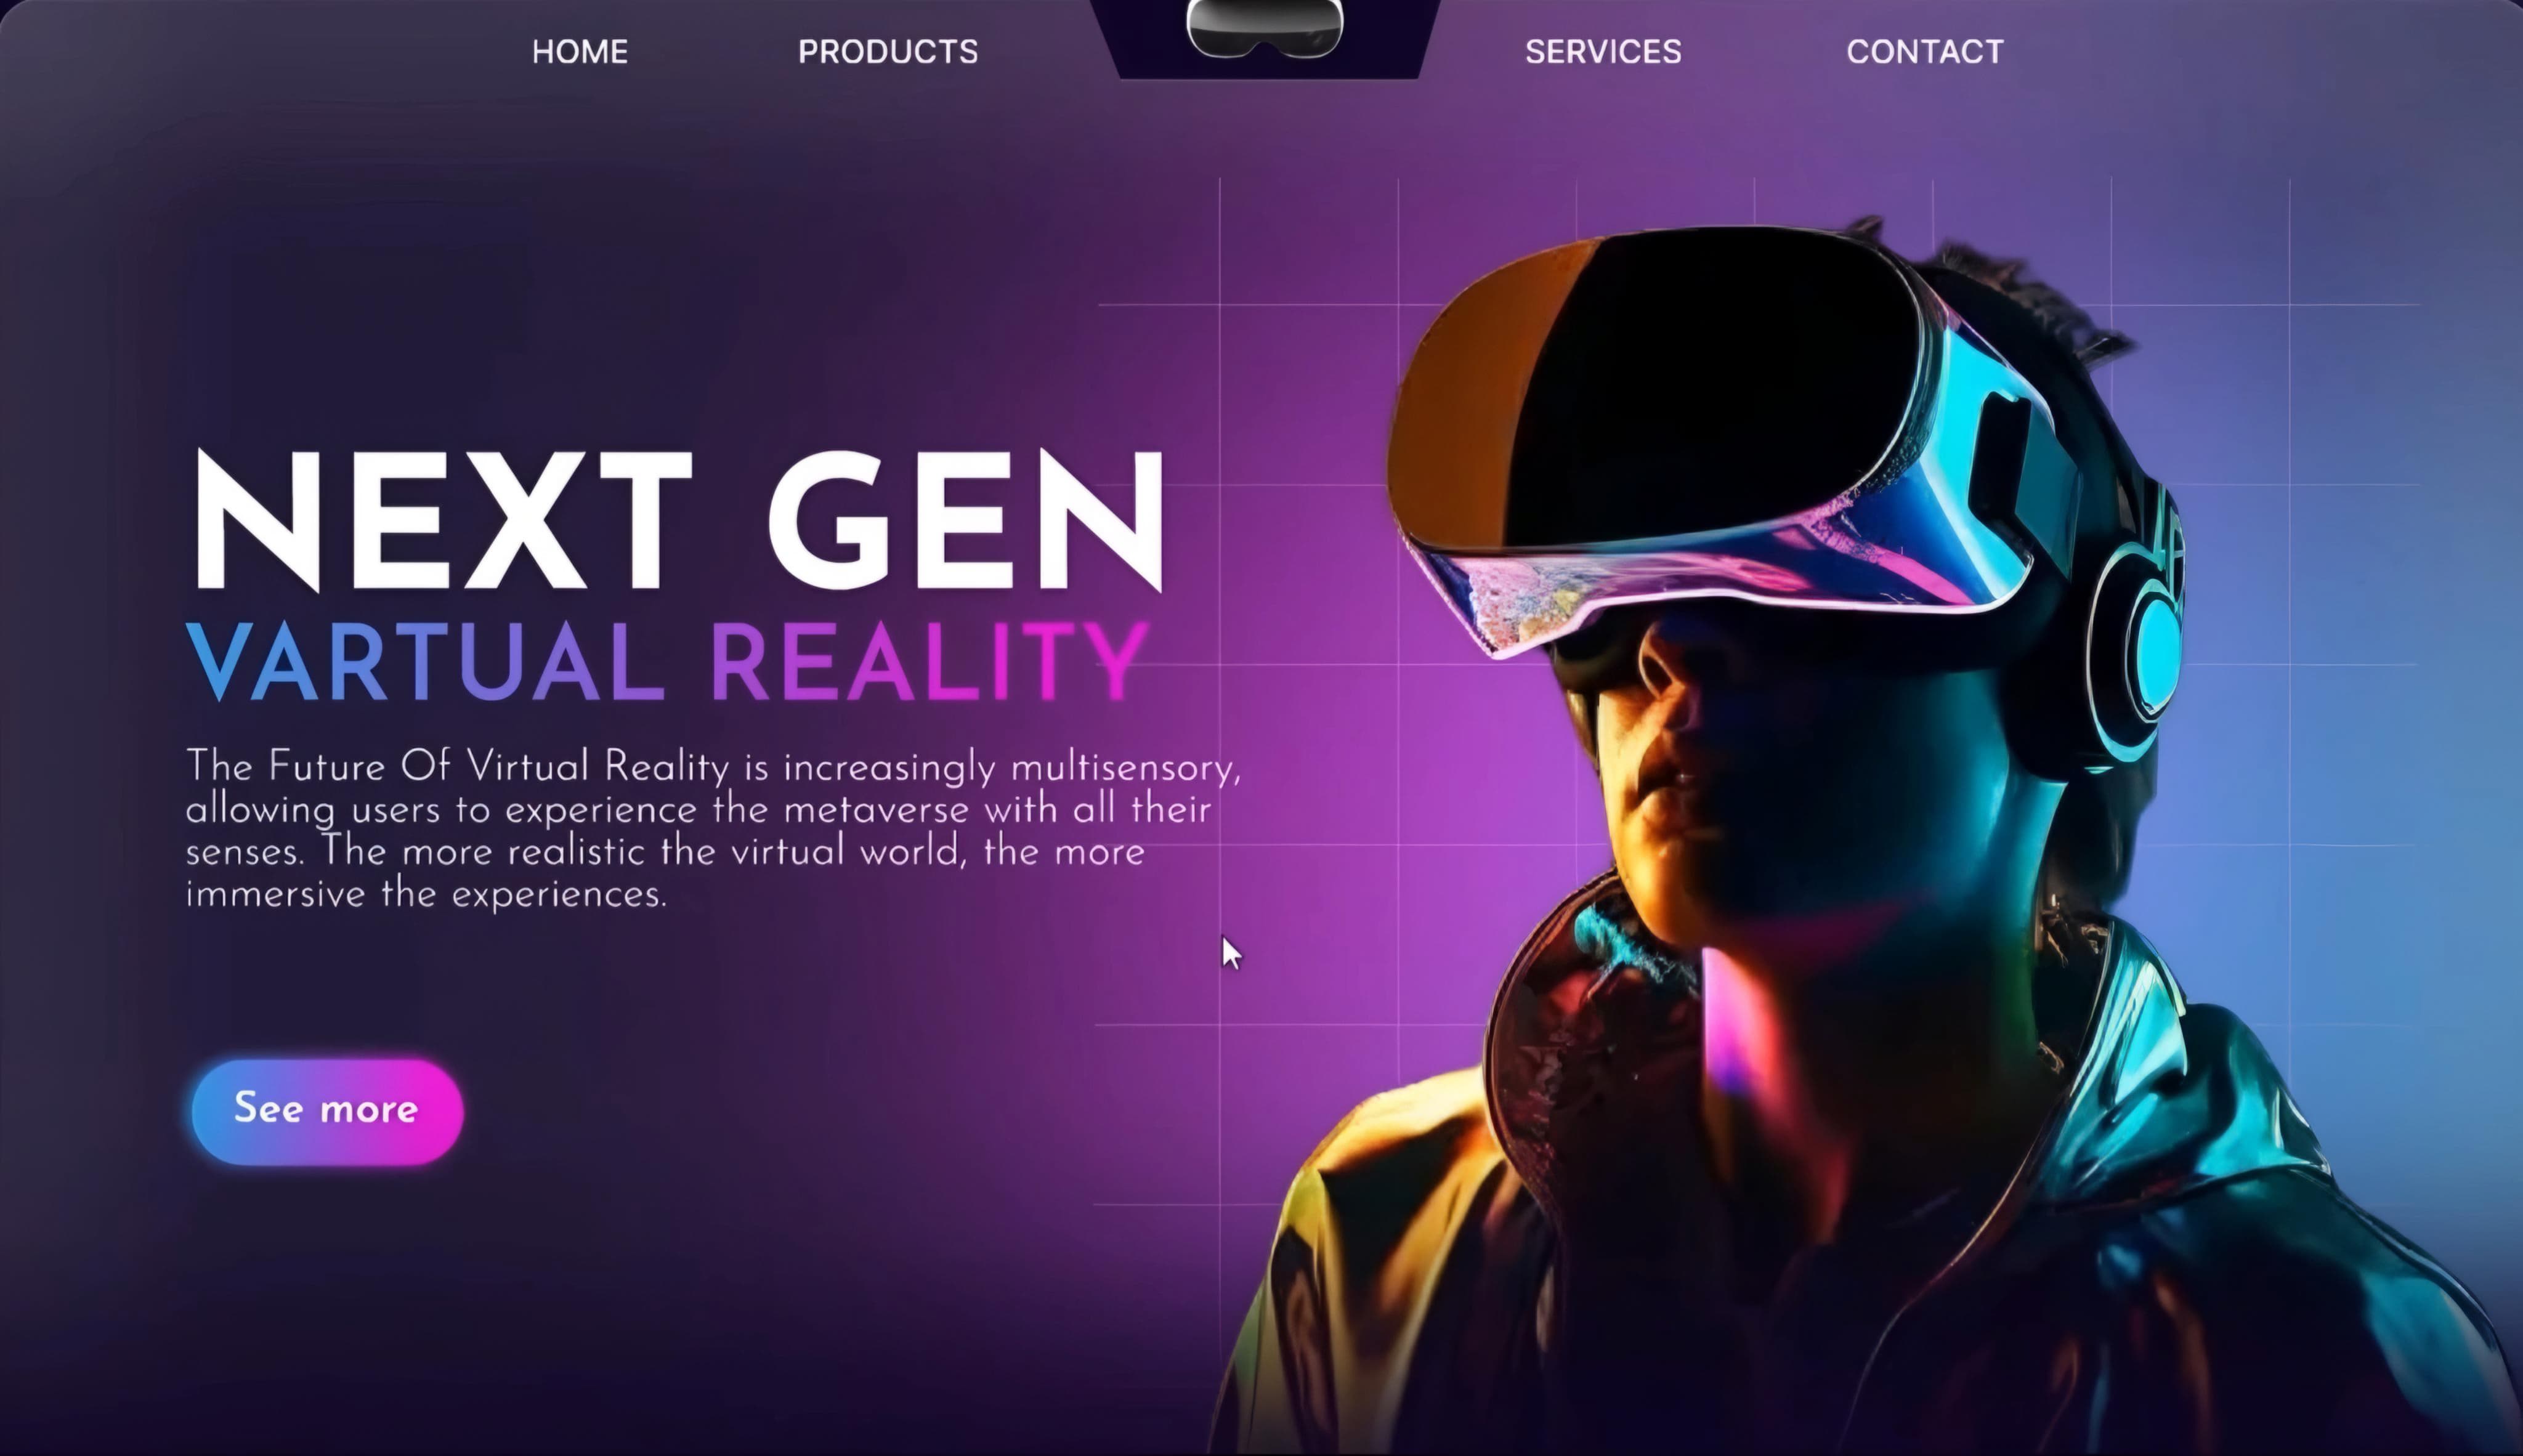 HOME PRODUCTS SERVICES CONTACT
NEXT GEN
VARTUAL REALITY
The Future Of Virtual Reality is increasingly multisensory,
allowing users to experience the metaverse with all their
senses. The more realistic the virtual world, the more
immersive the experiences.
See more